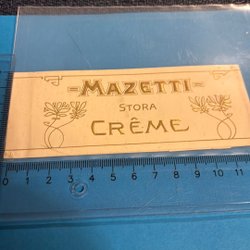 -MAZETTI-
STORA
CRÊME
0 1 2 3 4 5 6 7 8 9 10 11